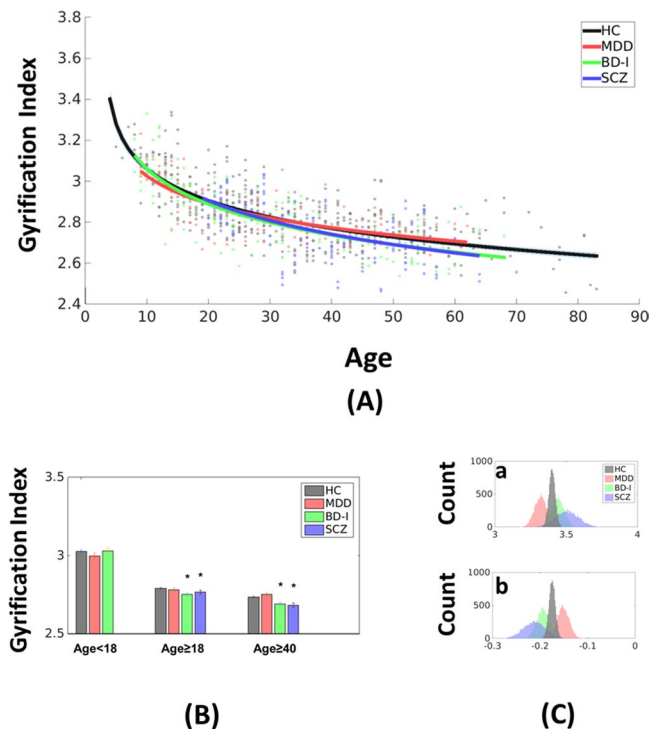 3.8
3.6
3.4
3.2
3
2.8
2.6
2.4
Gyrification Index
HC
MDD
BD-I
SCZ
0 10 20 30 40 50 60 70 80 90
Age
(A)
Gyrification Index
3.5
3
2.5
HC
MDD
BD-I
SCZ
* *
* *
Age<18 Age≥18 Age≥40
(B)
Count
1000
500
0
a
HC
MDD
BD-I
SCZ
3 3.5 4
Count
1000
500
0
b
-0.3 -0.2 -0.1 0
(C)